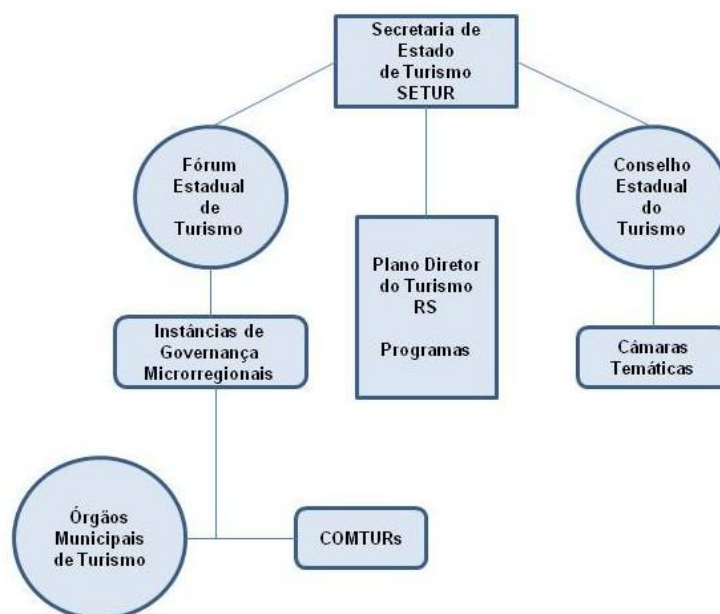 Secretaria de
Estado
de Turismo
SETUR
Fórum
Estadual
de
Turismo
Conselho
Estadual
do
Turismo
Plano Diretor
do Turismo
RS
Programas
Instâncias de
Governança
Microrregionais
Câmaras
Temáticas
Órgãos
Municipais
de Turismo
COMTURs